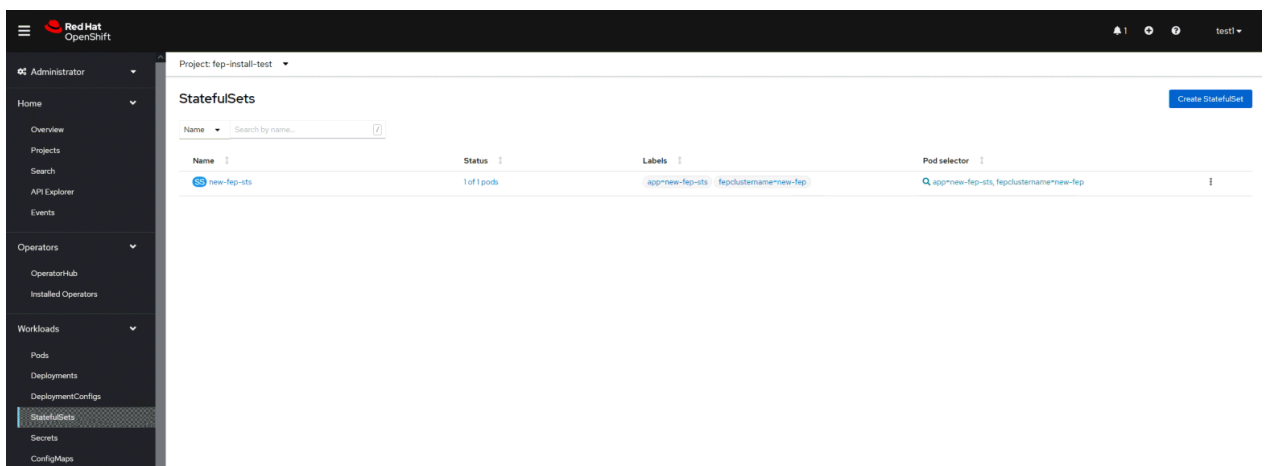 Red Hat
OpenShift
1
test1
Administrator
Project: fep-install-test
Home
Overview
Projects
Search
API Explorer
Events
Operators
OperatorHub
Installed Operators
Workloads
Pods
Deployments
DeploymentConfigs
StatefulSets
Secrets
ConfigMaps
StatefulSets
Create StatefulSet
Name Search by name... /
Name Status Labels Pod selector
SS new-fep-sts 1 of 1 pods app=new-fep-sts fepclustername=new-fep app=new-fep-sts, fepclustername=new-fep